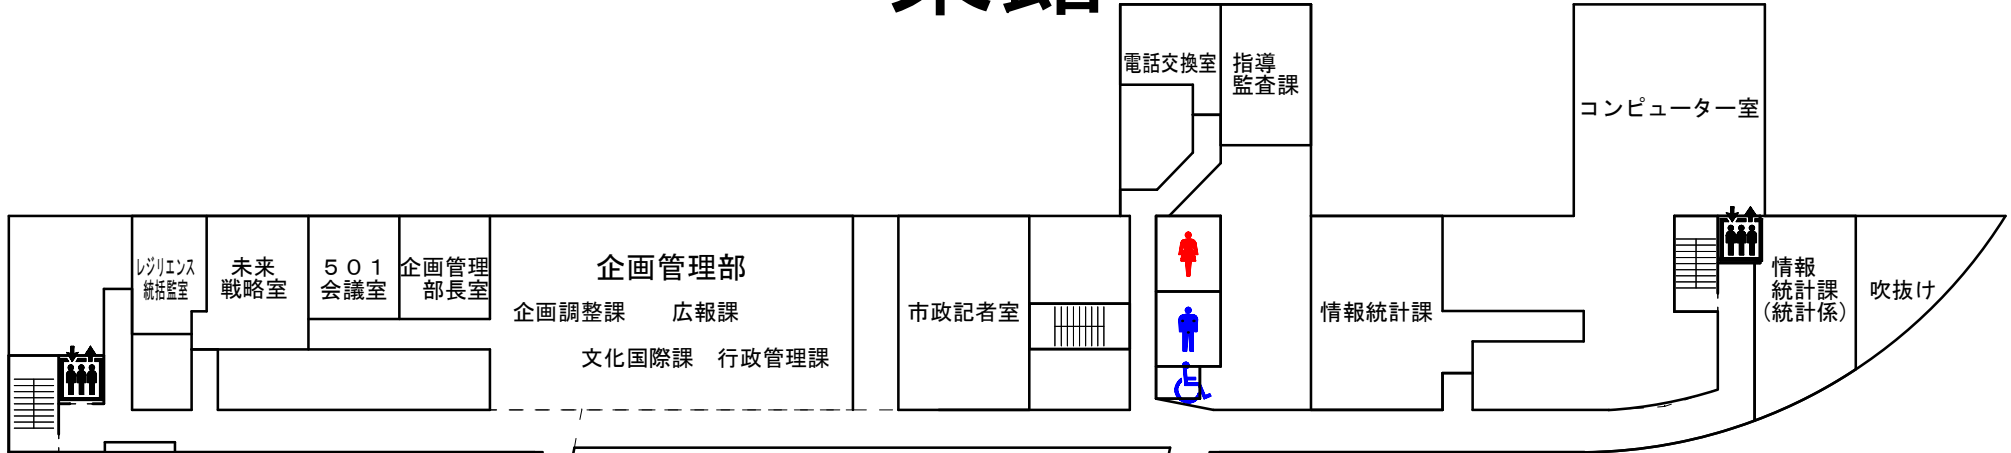 電話交換室
指導
監査課
コンピューター室
レジリエンス
統括監室
未来
戦略室
５０１
会議室
企画管理
部長室
企画管理部
企画調整課　広報課
文化国際課　行政管理課
市政記者室
情報統計課
情報
統計課
(統計係)
吹抜け